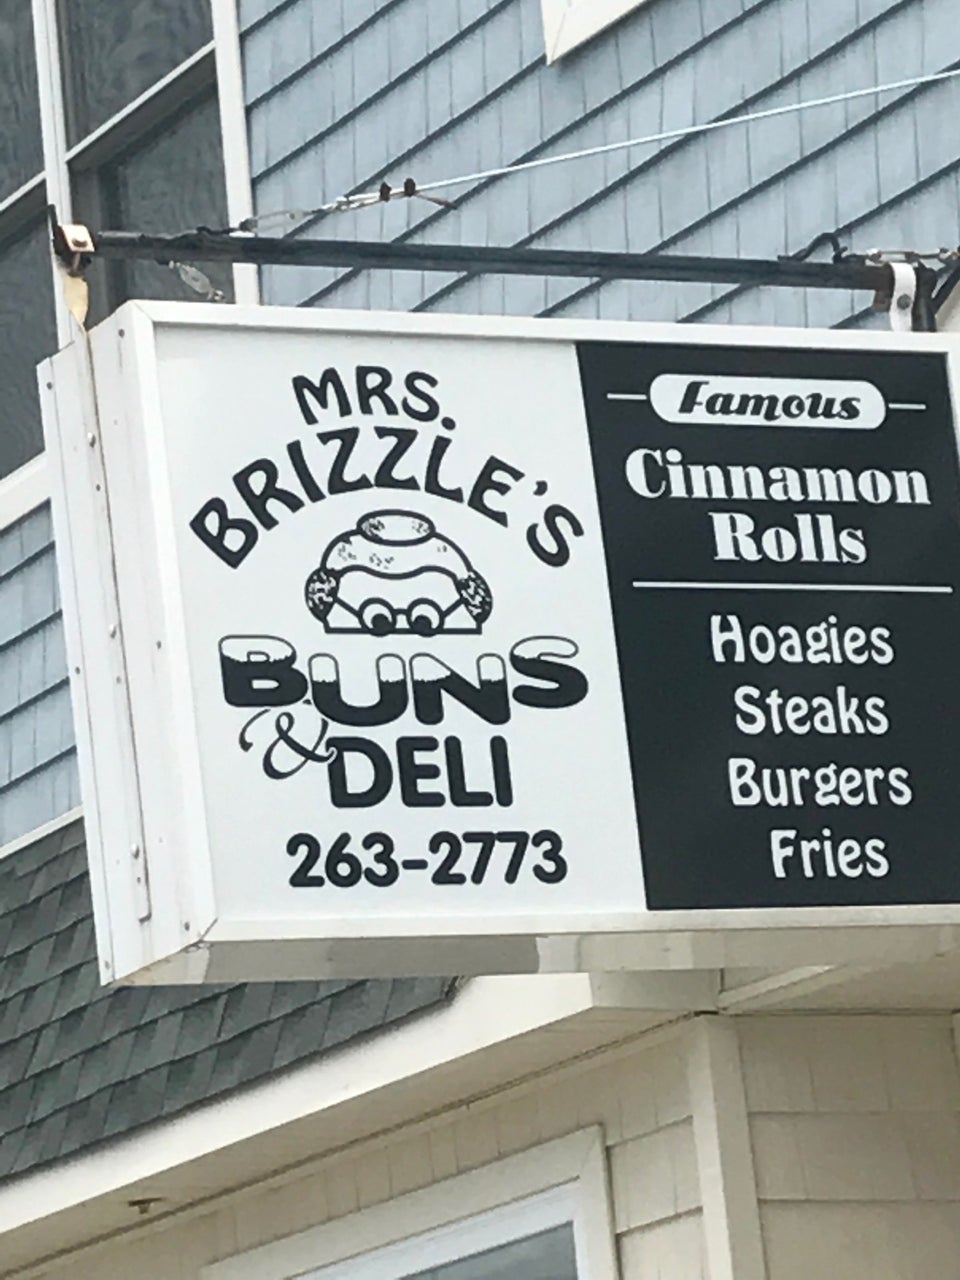 MRS.
BRIZZLE'S
BUNS
& DELI
263-2773
Famous
Cinnamon
Rolls
Hoagies
Steaks
Burgers
Fries